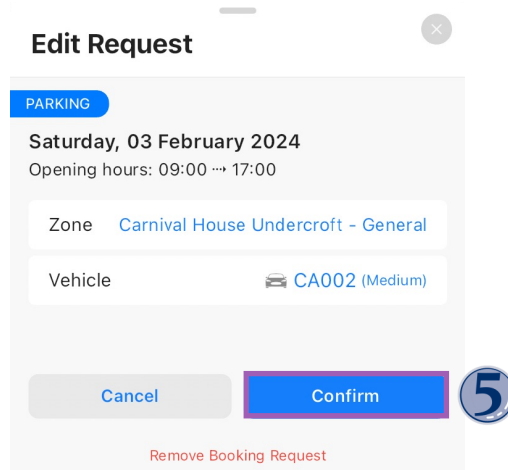 Edit Request
PARKING
Saturday, 03 February 2024
Opening hours: 09:00 ⇢ 17:00
Zone Carnival House Undercroft - General
Vehicle CA002 (Medium)
Cancel Confirm 5
Remove Booking Request